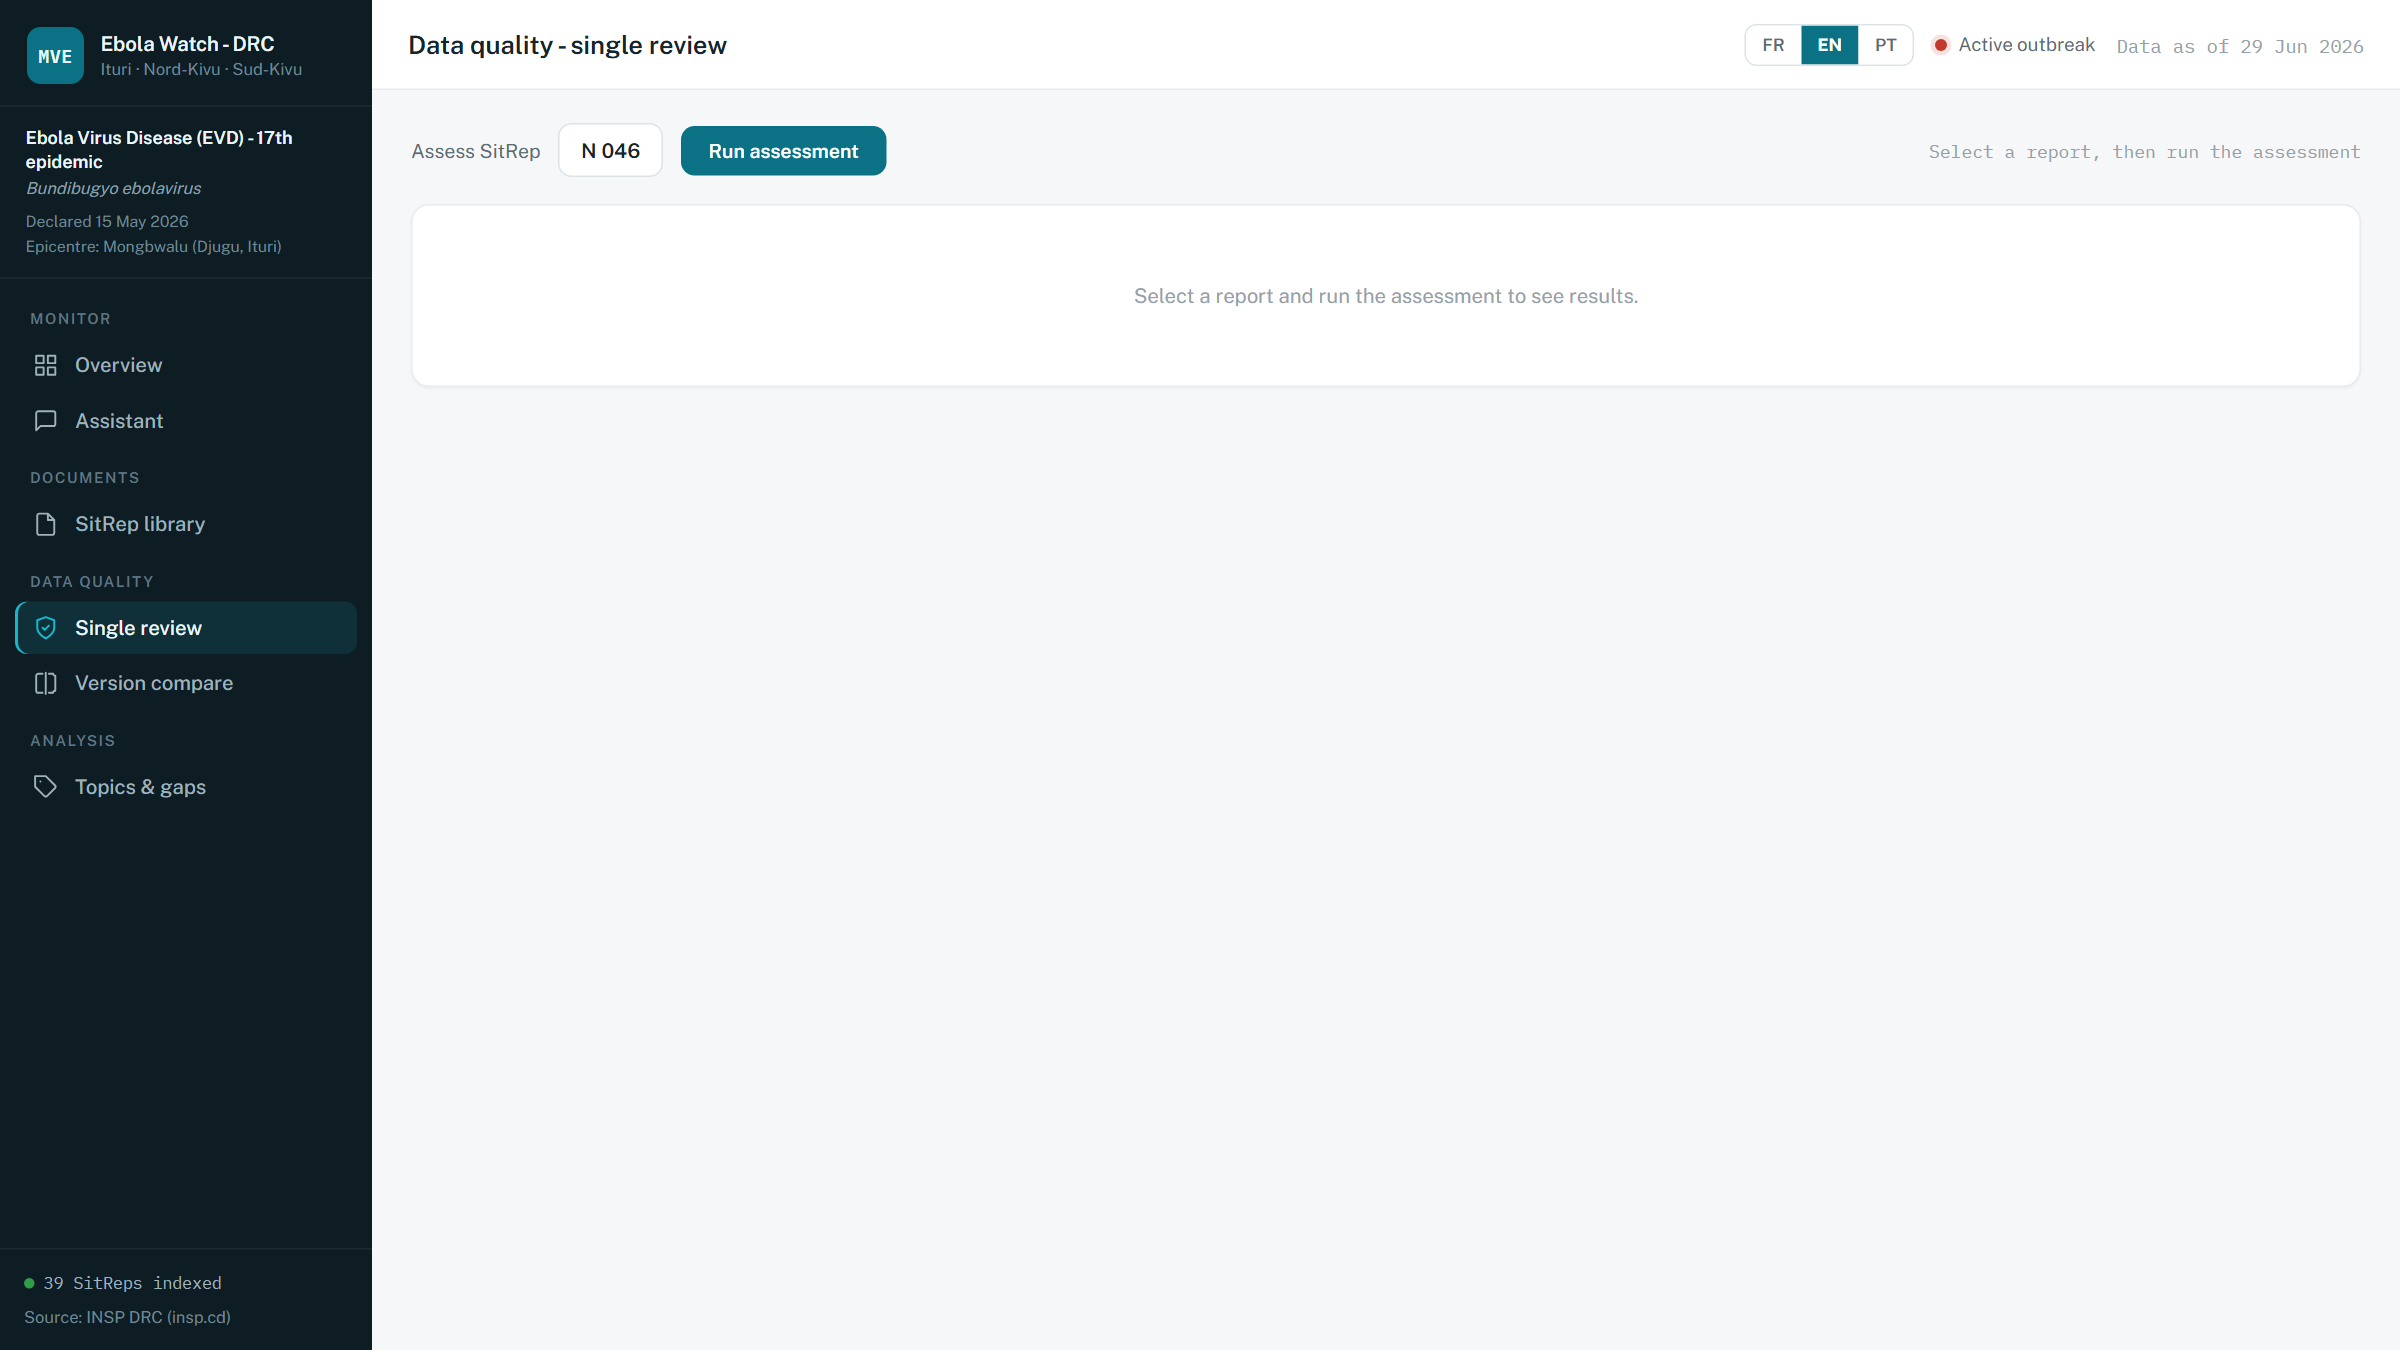 MVE
Ebola Watch - DRC
Ituri · Nord-Kivu · Sud-Kivu
Ebola Virus Disease (EVD) - 17th
epidemic
Bundibugyo ebolavirus
Declared 15 May 2026
Epicentre: Mongbwalu (Djugu, Ituri)
MONITOR
Overview
Assistant
DOCUMENTS
SitRep library
DATA QUALITY
Single review
Version compare
ANALYSIS
Topics & gaps
39 SitReps indexed
Source: INSP DRC (insp.cd)
Data quality - single review
FR EN PT Active outbreak Data as of 29 Jun 2026
Assess SitRep N 046 Run assessment Select a report, then run the assessment
Select a report and run the assessment to see results.